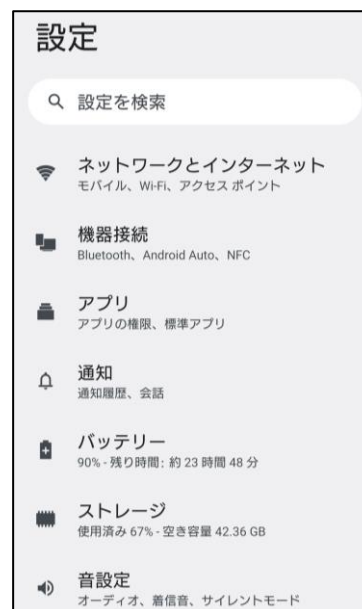 設定
設定を検索
ネットワークとインターネット
モバイル、Wi-Fi、アクセス ポイント
機器接続
Bluetooth、Android Auto、NFC
アプリ
アプリの権限、標準アプリ
通知
通知履歴、会話
バッテリー
90% - 残り時間: 約 23 時間 48 分
ストレージ
使用済み 67% - 空き容量 42.36 GB
音設定
オーディオ、着信音、サイレントモード